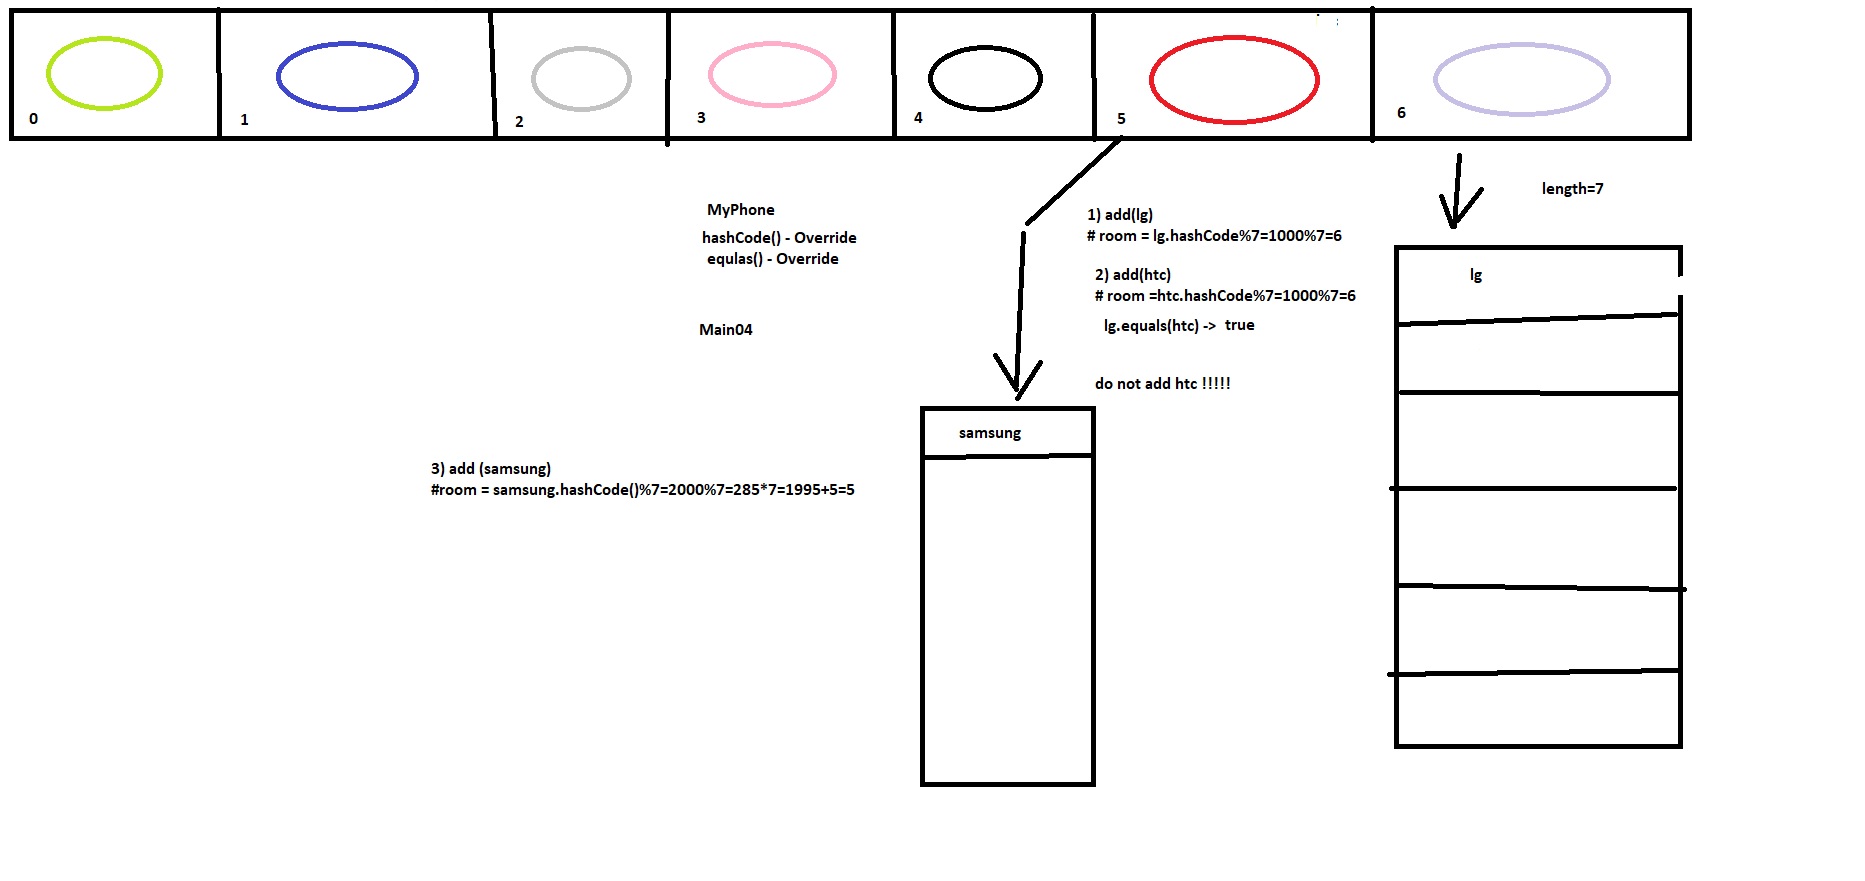 0
1
2
3
4
5
6
length=7
MyPhone
hashCode() - Override
equlas() - Override
Main04
1) add(lg)
# room = lg.hashCode%7=1000%7=6
2) add(htc)
# room =htc.hashCode%7=1000%7=6
lg.equals(htc) -> true
do not add htc !!!!!
lg
samsung
3) add (samsung)
#room = samsung.hashCode()%7=2000%7=285*7=1995+5=5